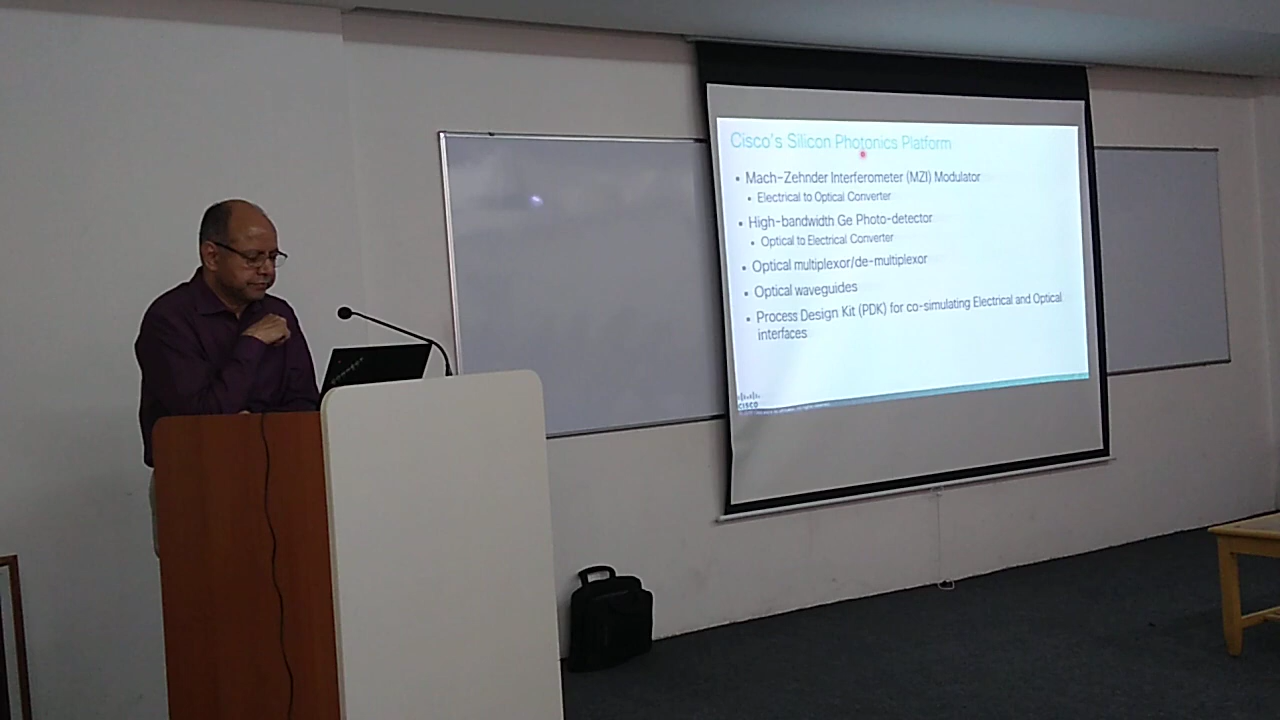 Cisco's Silicon Photonics Platform
• Mach-Zehnder Interferometer (MZI) Modulator
• Electrical to Optical Converter
• High-bandwidth Ge Photo-detector
• Optical to Electrical Converter
• Optical multiplexor/de-multiplexor
• Optical waveguides
• Process Design Kit (PDK) for co-simulating Electrical and Optical
interfaces
CISCO